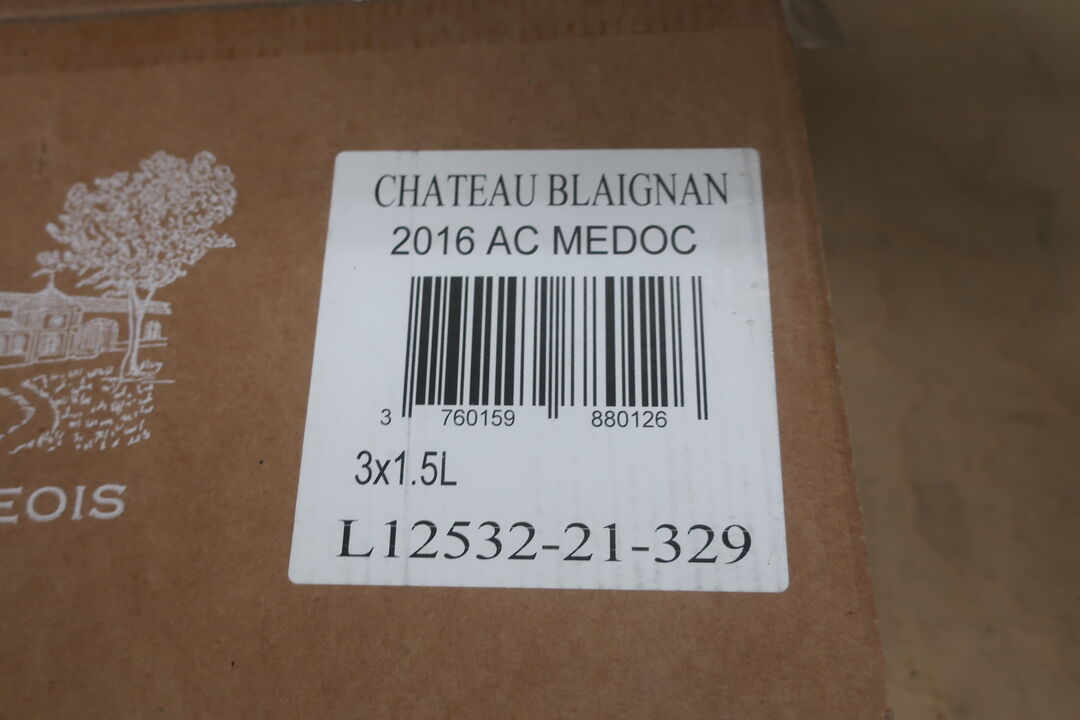 CHATEAU BLAIGNAN
2016 AC MEDOC
3 760159 880126
3x1.5L
L12532-21-329
EOIS